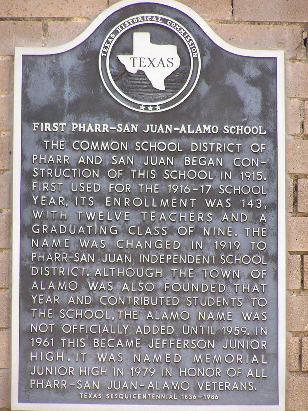 TEXAS HISTORICAL COMMISSION
TEXAS
FIRST PHARR-SAN JUAN-ALAMO SCHOOL
THE COMMON SCHOOL DISTRICT OF
PHARR AND SAN JUAN BEGAN CON-
STRUCTION OF THIS SCHOOL IN 1915.
FIRST USED FOR THE 1916-17 SCHOOL
YEAR, ITS ENROLLMENT WAS 143,
WITH TWELVE TEACHERS AND A
GRADUATING CLASS OF NINE. THE
NAME WAS CHANGED IN 1919 TO
PHARR-SAN JUAN INDEPENDENT SCHOOL
DISTRICT. ALTHOUGH THE TOWN OF
ALAMO WAS ALSO FOUNDED THAT
YEAR AND CONTRIBUTED STUDENTS TO
THE SCHOOL, THE ALAMO NAME WAS
NOT OFFICIALLY ADDED UNTIL 1959. IN
1961 THIS BECAME JEFFERSON JUNIOR
HIGH. IT WAS NAMED MEMORIAL
JUNIOR HIGH IN 1979 IN HONOR OF ALL
PHARR-SAN JUAN-ALAMO VETERANS.
TEXAS SESQUICENTENNIAL 1836-1986